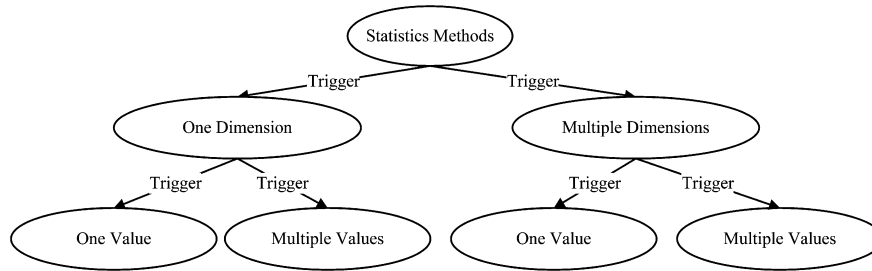 Statistics Methods
Trigger
Trigger
One Dimension
Multiple Dimensions
Trigger
Trigger
Trigger
Trigger
One Value
Multiple Values
One Value
Multiple Values